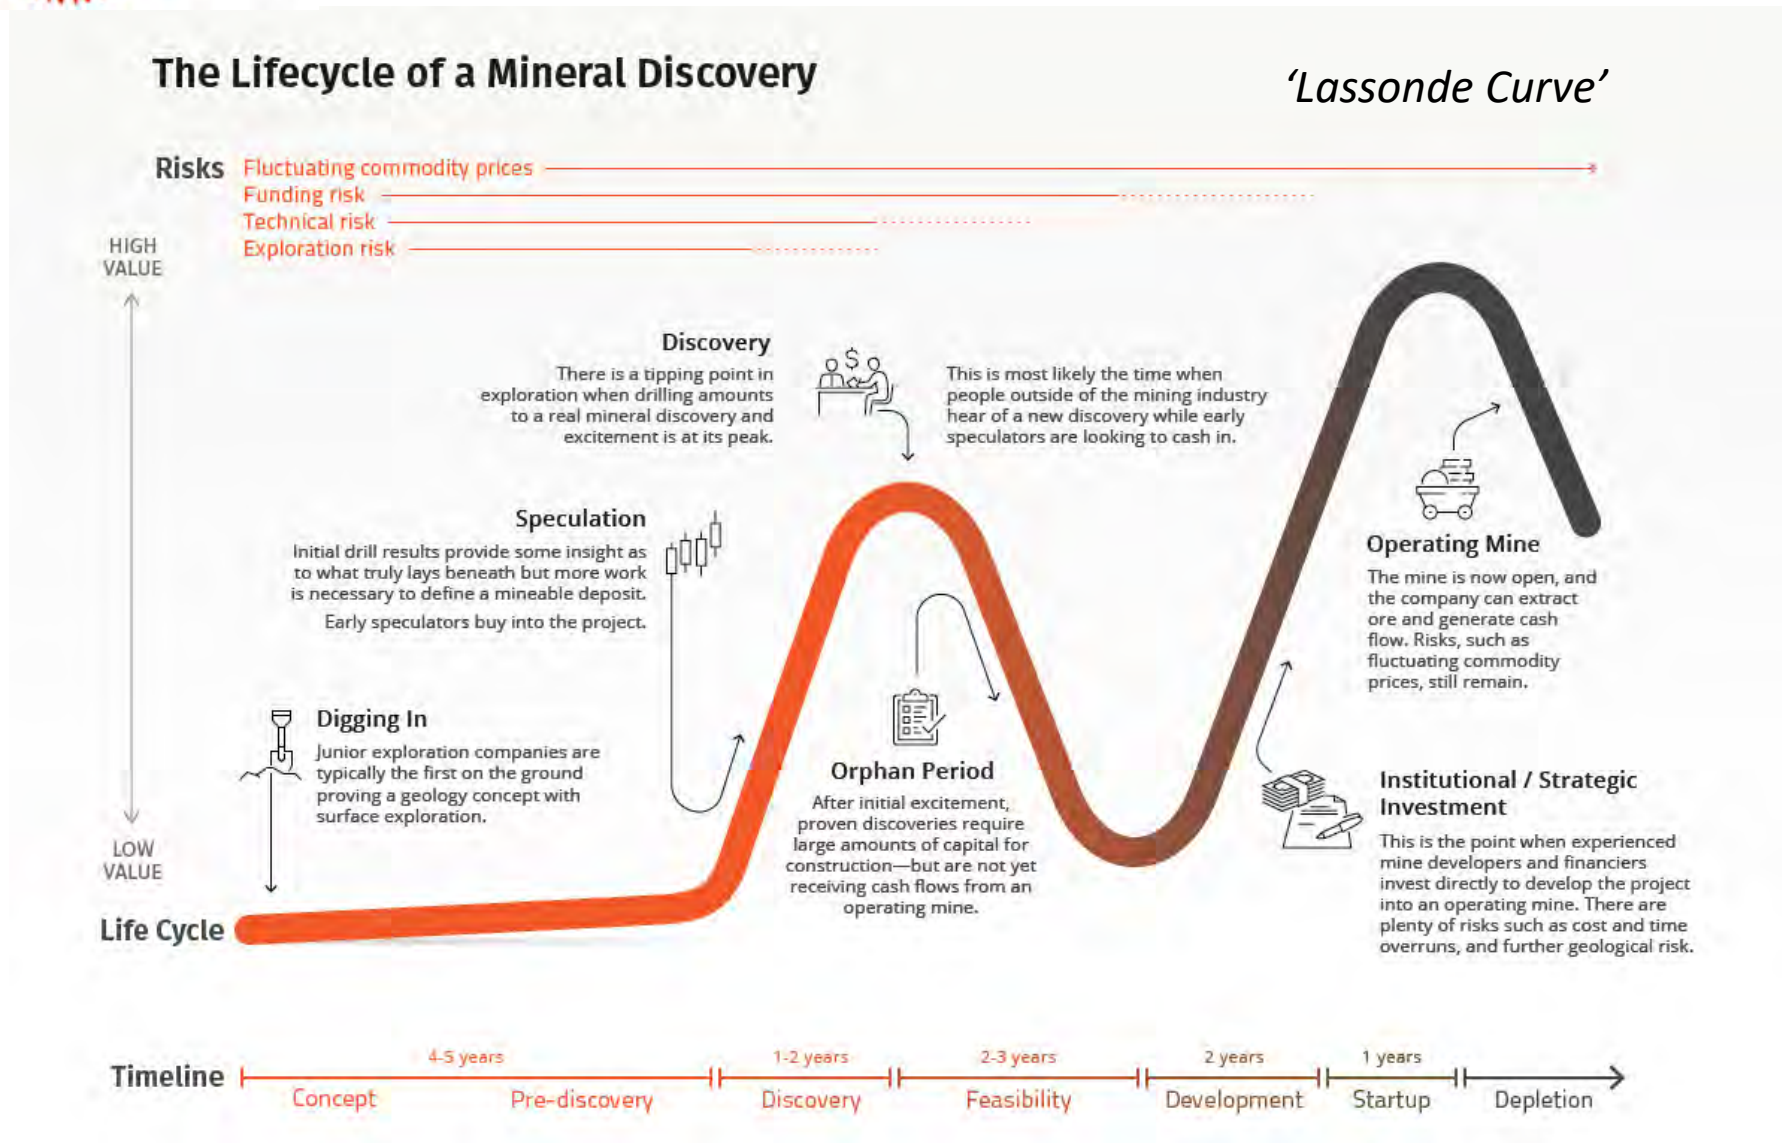 The Lifecycle of a Mineral Discovery
‘Lassonde Curve’
Risks
Fluctuating commodity prices
Funding risk
Technical risk
Exploration risk
HIGH
VALUE
LOW
VALUE
Discovery
There is a tipping point in
exploration when drilling amounts
to a real mineral discovery and
excitement is at its peak.
$
This is most likely the time when
people outside of the mining industry
hear of a new discovery while early
speculators are looking to cash in.
Speculation
Initial drill results provide some insight as
to what truly lays beneath but more work
is necessary to define a mineable deposit.
Early speculators buy into the project.
Digging In
Junior exploration companies are
typically the first on the ground
proving a geology concept with
surface exploration.
Orphan Period
After initial excitement,
proven discoveries require
large amounts of capital for
construction—but are not yet
receiving cash flows from an
operating mine.
Operating Mine
The mine is now open, and
the company can extract
ore and generate cash
flow. Risks, such as
fluctuating commodity
prices, still remain.
Institutional / Strategic
Investment
This is the point when experienced
mine developers and financiers
invest directly to develop the project
into an operating mine. There are
plenty of risks such as cost and time
overruns, and further geological risk.
Life Cycle
Timeline
4-5 years
1-2 years
2-3 years
2 years
1 years
Concept
Pre-discovery
Discovery
Feasibility
Development
Startup
Depletion